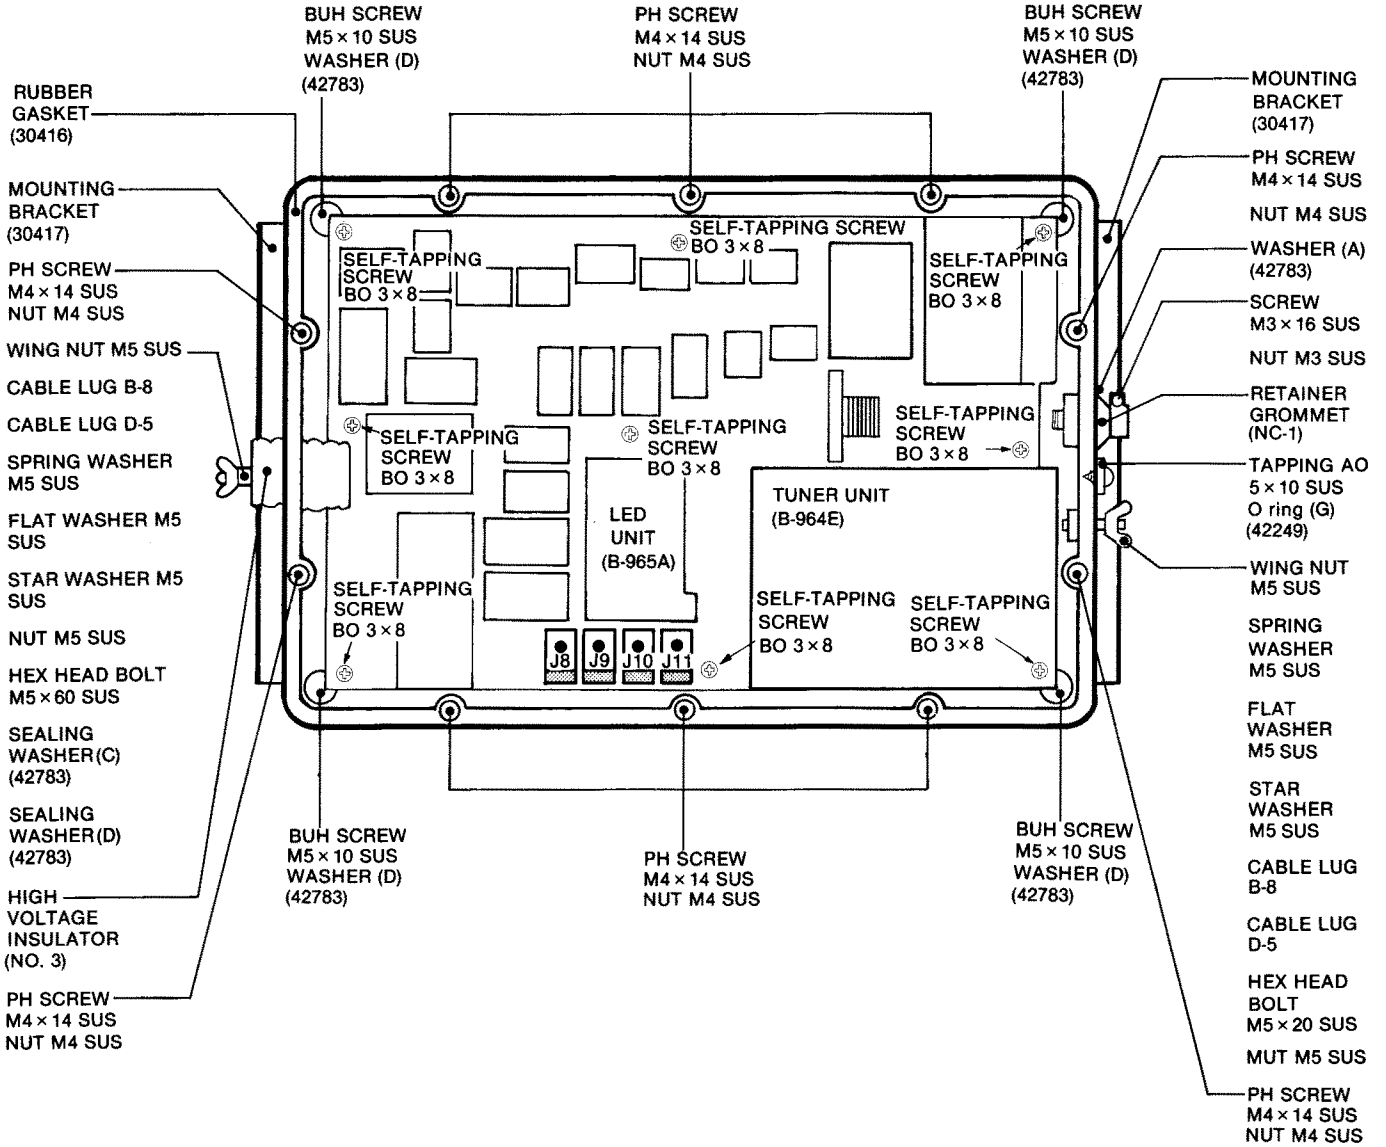 BUH SCREW
M5 × 10 SUS
WASHER (D)
(42783)
PH SCREW
M4 × 14 SUS
NUT M4 SUS
BUH SCREW
M5 × 10 SUS
WASHER (D)
(42783)
RUBBER
GASKET
(30416)
MOUNTING
BRACKET
(30417)
PH SCREW
M4 × 14 SUS
NUT M4 SUS
WING NUT M5 SUS
CABLE LUG B-8
CABLE LUG D-5
SPRING WASHER
M5 SUS
FLAT WASHER M5
SUS
STAR WASHER M5
SUS
NUT M5 SUS
HEX HEAD BOLT
M5 × 60 SUS
SEALING
WASHER (C)
(42783)
SEALING
WASHER (D)
(42783)
HIGH
VOLTAGE
INSULATOR
(NO. 3)
PH SCREW
M4 × 14 SUS
NUT M4 SUS
SELF-TAPPING
SCREW
BO 3 × 8
SELF-TAPPING SCREW
BO 3 × 8
SELF-TAPPING
SCREW
BO 3 × 8
SELF-TAPPING
SCREW
BO 3 × 8
SELF-TAPPING
SCREW
BO 3 × 8
SELF-TAPPING
SCREW
BO 3 × 8
LED
UNIT
(B-965A)
TUNER UNIT
(B-964E)
SELF-TAPPING
SCREW
BO 3 × 8
SELF-TAPPING
SCREW
BO 3 × 8
SELF-TAPPING
SCREW
BO 3 × 8
J8
J9
J10
J11
BUH SCREW
M5 × 10 SUS
WASHER (D)
(42783)
PH SCREW
M4 × 14 SUS
NUT M4 SUS
BUH SCREW
M5 × 10 SUS
WASHER (D)
(42783)
MOUNTING
BRACKET
(30417)
PH SCREW
M4 × 14 SUS
NUT M4 SUS
WASHER (A)
(42783)
SCREW
M3 × 16 SUS
NUT M3 SUS
RETAINER
GROMMET
(NC-1)
TAPPING AO
5 × 10 SUS
O ring (G)
(42249)
WING NUT
M5 SUS
SPRING
WASHER
M5 SUS
FLAT
WASHER
M5 SUS
STAR
WASHER
M5 SUS
CABLE LUG
B-8
CABLE LUG
D-5
HEX HEAD
BOLT
M5 × 20 SUS
MUT M5 SUS
PH SCREW
M4 × 14 SUS
NUT M4 SUS